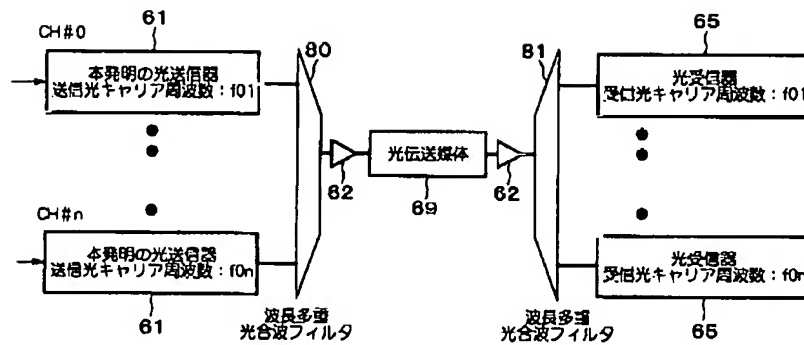 61
CH#0
本発明の光送信器
送信光キャリア周波数：f01
80
81
65
光受信器
受信光キャリア周波数：f01
62
光伝送媒体
69
62
CH#n
本発明の光送信器
送信光キャリア周波数：f0n
61
波長多重
光合波フィルタ
波長多重
光合波フィルタ
光受信器
受信光キャリア周波数：f0n
65